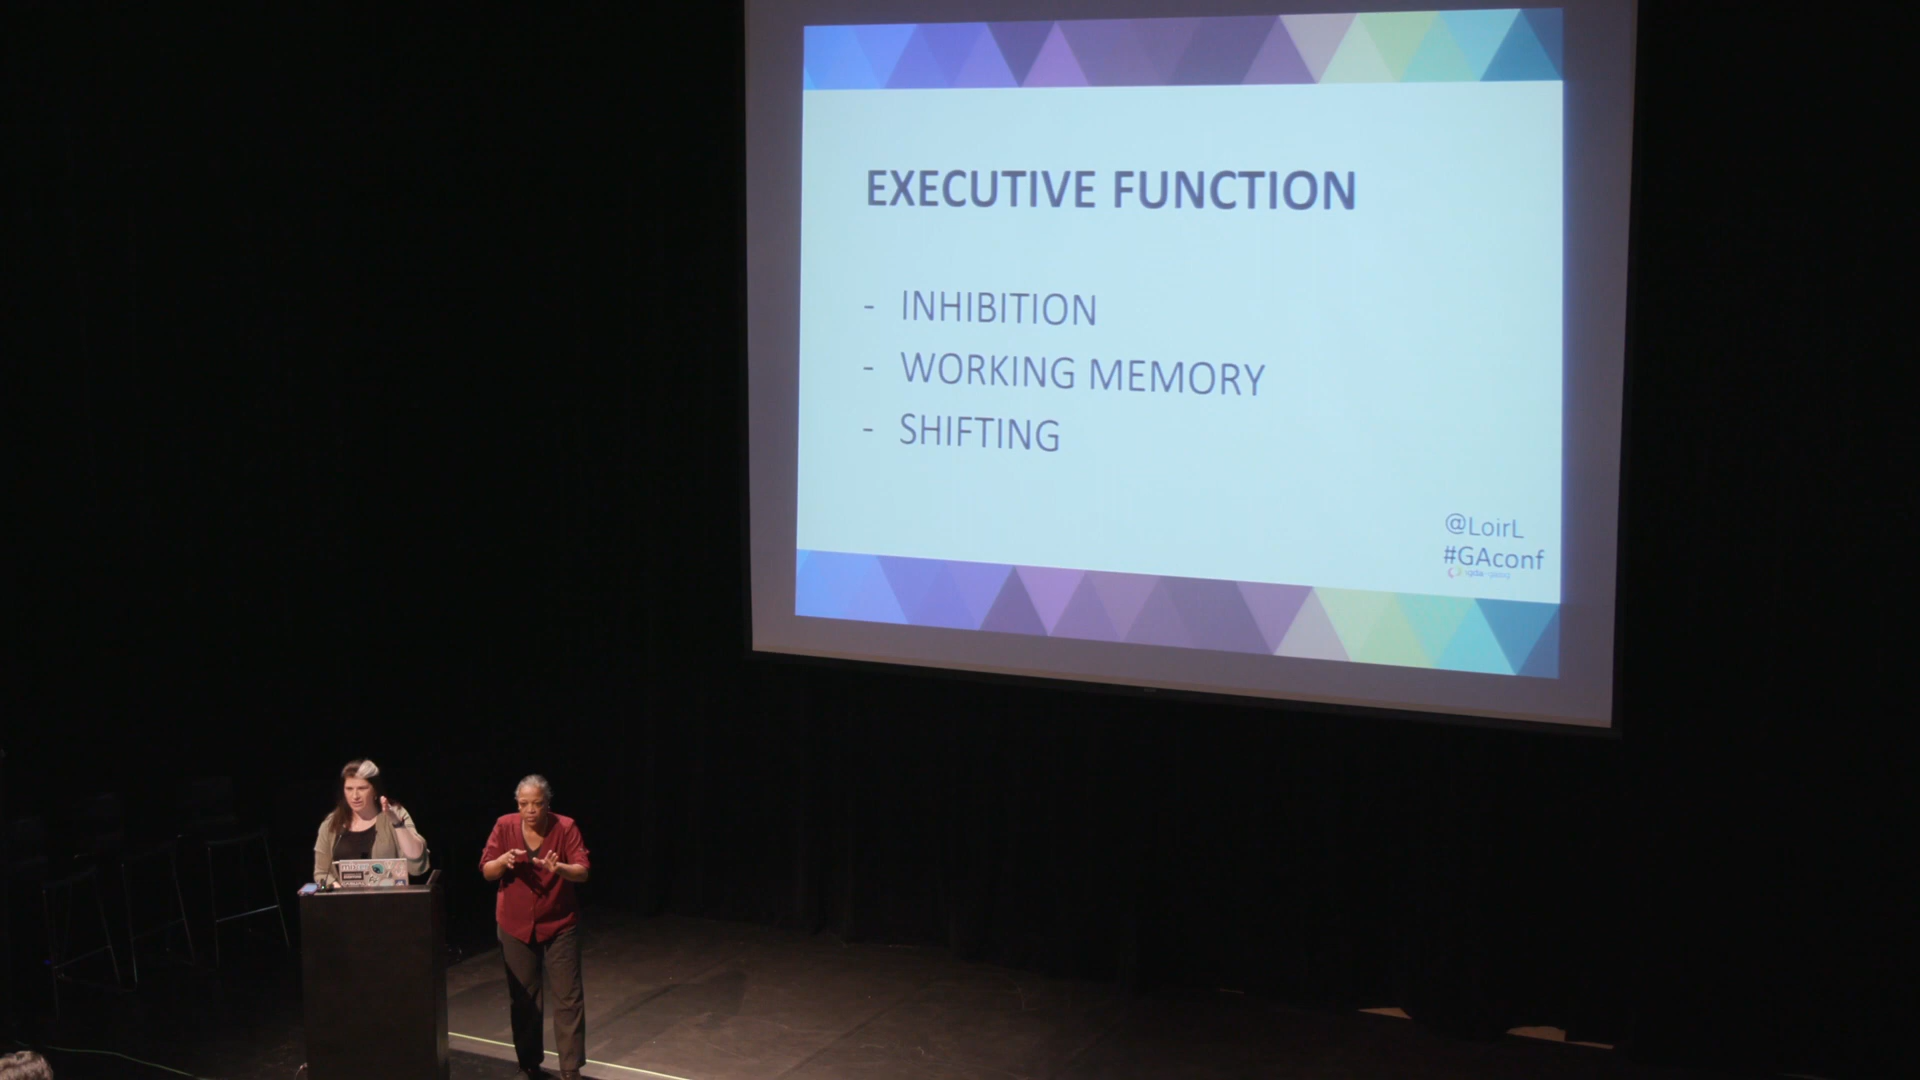 EXECUTIVE FUNCTION
- INHIBITION
- WORKING MEMORY
- SHIFTING
@LoirL
#GAconf